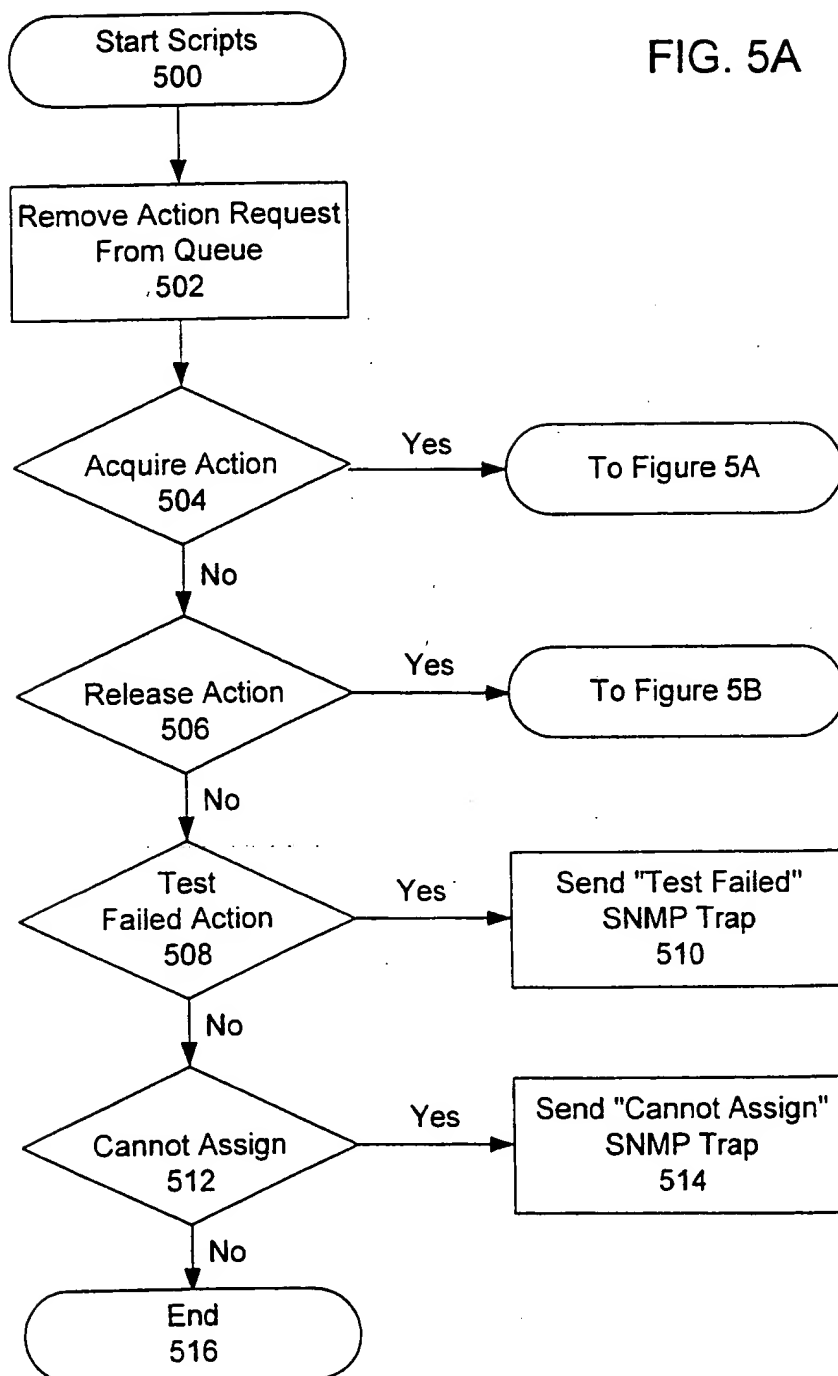 FIG. 5A
Start Scripts
500
Remove Action Request
From Queue
502
Acquire Action
504
Yes
To Figure 5A
No
Release Action
506
Yes
To Figure 5B
No
Test
Failed Action
508
Yes
Send "Test Failed"
SNMP Trap
510
No
Cannot Assign
512
Yes
Send "Cannot Assign"
SNMP Trap
514
No
End
516